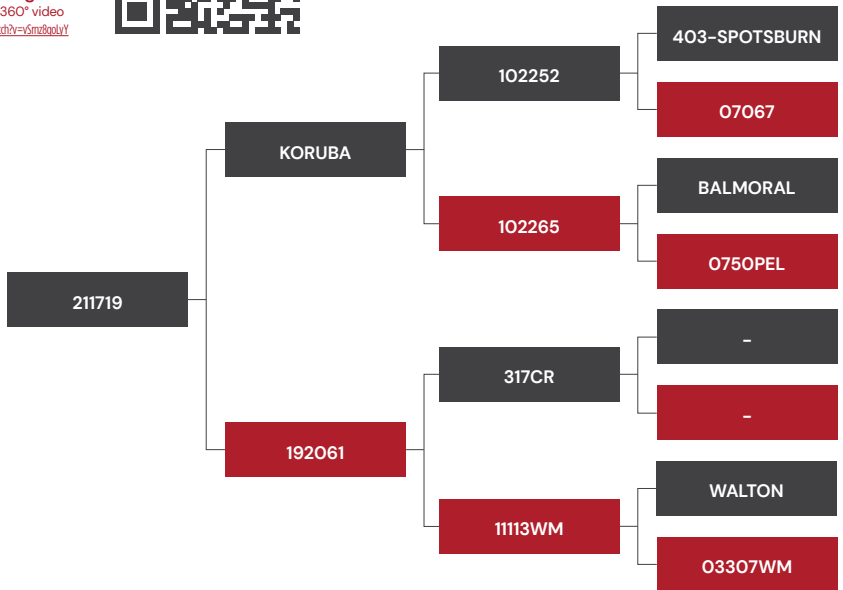 360° video
403-SPOTSBURN
102252
07067
KORUBA
BALMORAL
102265
0750PEL
211719
-
317CR
-
192061
WALTON
11113WM
03307WM